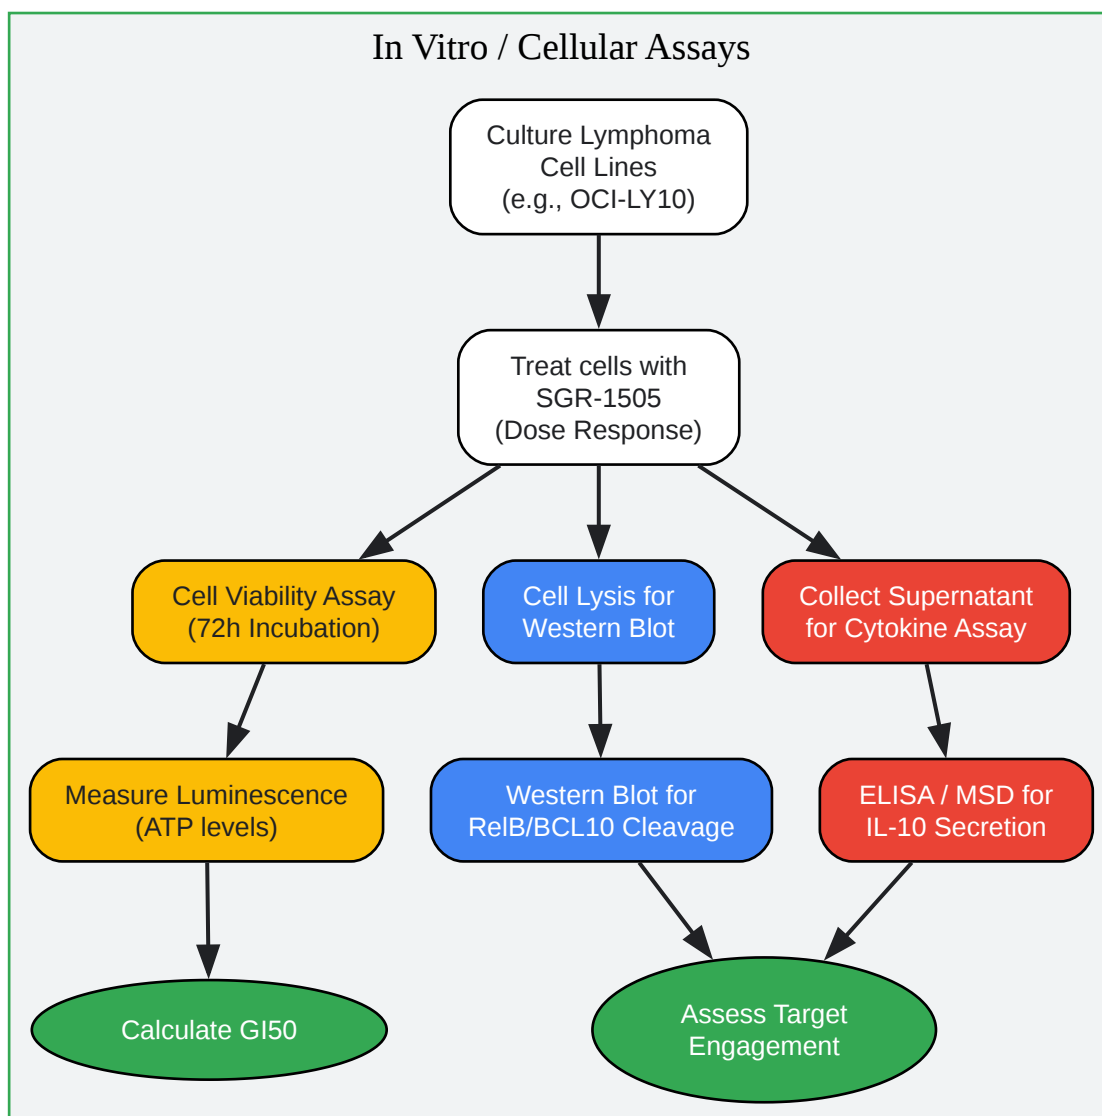 In Vitro / Cellular Assays
Culture Lymphoma
Cell Lines
(e.g., OCI-LY10)
Treat cells with
SGR-1505
(Dose Response)
Cell Viability Assay
(72h Incubation)
Cell Lysis for
Western Blot
Collect Supernatant
for Cytokine Assay
Measure Luminescence
(ATP levels)
Western Blot for
RelB/BCL10 Cleavage
ELISA / MSD for
IL-10 Secretion
Calculate GI50
Assess Target
Engagement